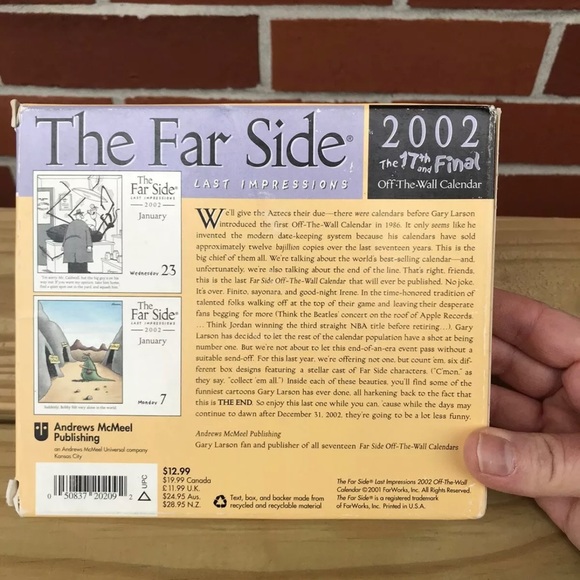 The Far Side®
LAST IMPRESSIONS
2002
The 17th and Final
Off-The-Wall Calendar
The
Far Side®
LAST IMPRESSIONS
2002
January
Wednesday 23
The
Far Side®
LAST IMPRESSIONS
2002
January
Monday 7
We'll give the Aztecs their due—there were calendars before Gary Larson
introduced the first Off-The-Wall Calendar in 1986. It only seems like he
invented the modern date-keeping system because his calendars have sold
approximately twelve bajillion copies over the last seventeen years. This is the
big chief of them all. We're talking about the world's best-selling calendar—and,
unfortunately, we're also talking about the end of the line. That's right, friends,
this is the last Far Side Off-The-Wall Calendar that will ever be published. No joke.
It's over. Finito, sayonara, and good-night Irene. In the time-honored tradition of
talented folks walking off at the top of their game and leaving their desperate
fans begging for more (Think the Beatles' concert on the roof of Apple Records.
... Think Jordan winning the third straight NBA title before retiring...), Gary
Larson has decided to let the rest of the calendar population have a shot at being
number one. But we're not about to let this end-of-an-era event pass without a
suitable send-off. For this last year, we're offering not one, but count 'em, six dif-
ferent box designs featuring a stellar cast of Far Side characters. ("C'mon," as
they say, "collect 'em all.") Inside each of these beauties, you'll find some of the
funniest cartoons Gary Larson has ever done, all harkening back to the fact that
this is THE END. So enjoy this last one while you can, 'cause while the days may
continue to dawn after December 31, 2002, they're going to be a lot less funny.
Andrews McMeel Publishing
Gary Larson fan and publisher of all seventeen Far Side Off-The-Wall Calendars
Andrews McMeel
Publishing
an Andrews McMeel Universal company
Kansas City
0 50837 20209 2
UPC
$12.99
$19.99 Canada
£11.99 U.K.
$24.95 Aus.
$28.95 N.Z.
Text, box, and backer made from
recycled and recyclable material
The Far Side® Last Impressions 2002 Off-The-Wall
Calendar ©2001 FarWorks, Inc. All Rights Reserved.
The Far Side® is a registered trademark
of FarWorks, Inc. Printed in U.S.A.